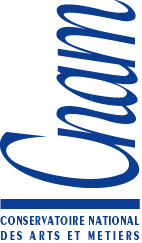 Cnam
CONSERVATOIRE NATIONAL
DES ARTS ET METIERS